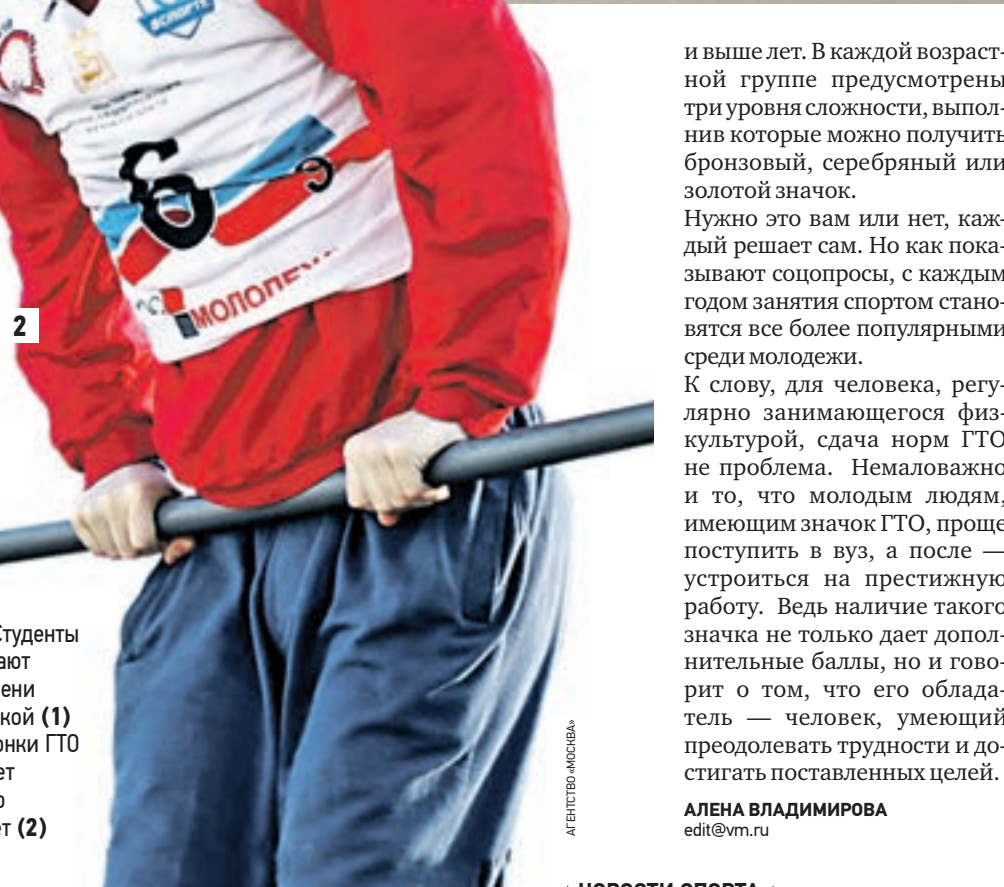 2
Студенты
кой (1)
ГТО
(2)
АГЕНТСТВО «МОСКВА»
и выше лет. В каждой возраст-
ной группе предусмотрены
три уровня сложности, выпол-
нив которые можно получить
бронзовый, серебряный или
золотой значок.
Нужно это вам или нет, каж-
дый решает сам. Но как пока-
зывают соцопросы, с каждым
годом занятия спортом стано-
вятся все более популярными
среди молодежи.
К слову, для человека, регу-
лярно занимающегося физ-
культурой, сдача норм ГТО
не проблема. Немаловажно
и то, что молодым людям,
имеющим значок ГТО, проще
поступить в вуз, а после —
устроиться на престижную
работу. Ведь наличие такого
значка не только дает допол-
нительные баллы, но и гово-
рит о том, что его облада-
тель — человек, умеющий
преодолевать трудности и до-
стигать поставленных целей.
АЛЕНА ВЛАДИМИРОВА
edit@vm.ru
НОВОСТИ СПОРТА